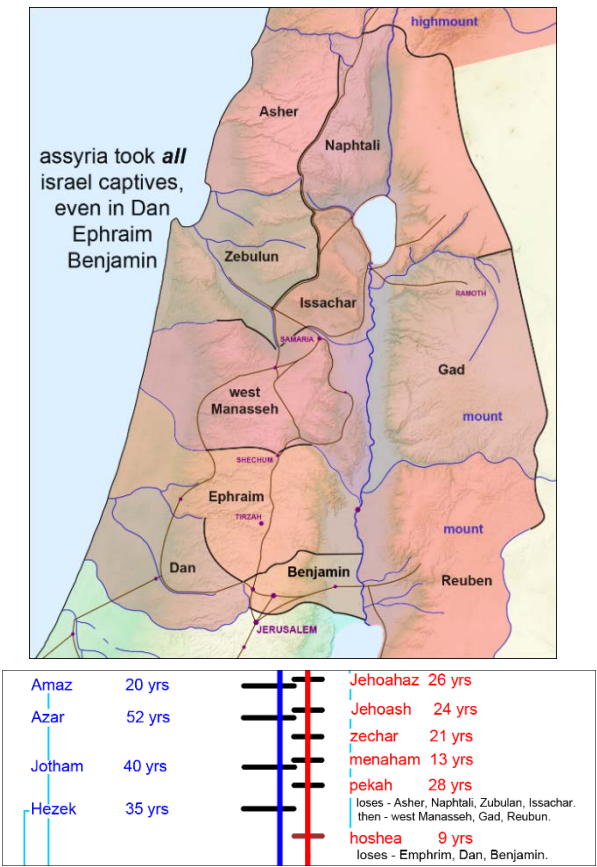 highmount
Asher
Naphtali
assyria took all
israel captives,
even in Dan
Ephraim
Benjamin
Zebulun
Issachar
RAMOTH
SAMARIA
Gad
west
Manasseh
mount
SHECHUM
Ephraim
TIRZAH
mount
Dan
Benjamin
Reuben
JERUSALEM
Amaz 20 yrs
Jehoahaz 26 yrs
Azar 52 yrs
Jehoash 24 yrs
zechar 21 yrs
Jotham 40 yrs
menaham 13 yrs
pekah 28 yrs
loses - Asher, Naphtali, Zubulan, Issachar.
then - west Manasseh, Gad, Reubun.
Hezek 35 yrs
hoshea 9 yrs
loses - Emphrim, Dan, Benjamin.